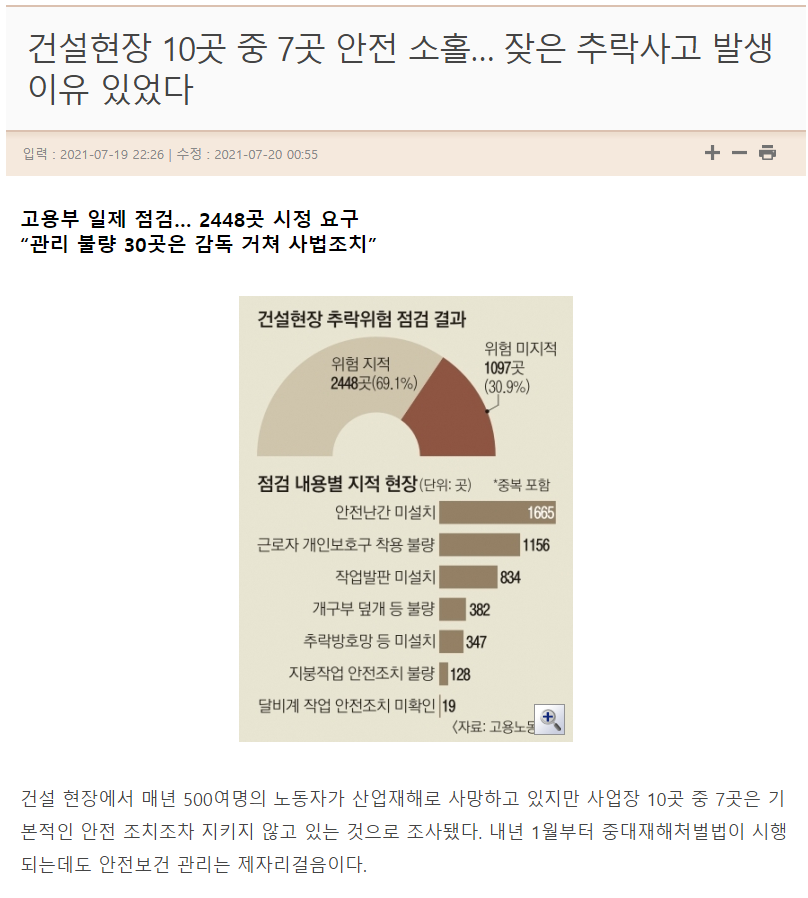 건설현장 10곳 중 7곳 안전 소홀... 잦은 추락사고 발생
이유 있었다
입력 : 2021-07-19 22:26 | 수정 : 2021-07-20 00:55
고용부 일제 점검... 2448곳 시정 요구
“관리 불량 30곳은 감독 거쳐 사법조치”
건설현장 추락위험 점검 결과
위험 지적
2448곳(69.1%)
위험 미지적
1097곳
(30.9%)
점검 내용별 지적 현장(단위: 곳) *중복 포함
안전난간 미설치 1665
근로자 개인보호구 착용 불량 1156
작업발판 미설치 834
개구부 덮개 등 불량 382
추락방호망 등 미설치 347
지붕작업 안전조치 불량 128
달비계 작업 안전조치 미확인 19
〈자료: 고용노동
건설 현장에서 매년 500여명의 노동자가 산업재해로 사망하고 있지만 사업장 10곳 중 7곳은 기
본적인 안전 조치조차 지키지 않고 있는 것으로 조사됐다. 내년 1월부터 중대재해처벌법이 시행
되는데도 안전보건 관리는 제자리걸음이다.